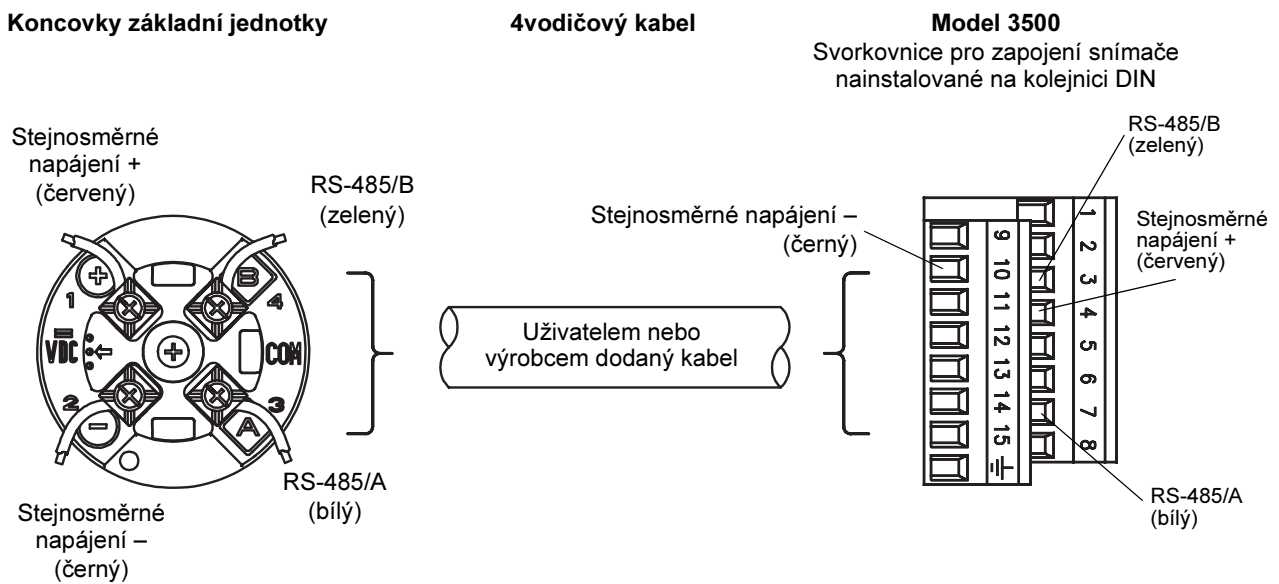 Koncovky základní jednotky
4vodičový kabel
Model 3500
Svorkovnice pro zapojení snímače
nainstalované na kolejnici DIN
Stejnosměrné
napájení +
(červený)
RS-485/B
(zelený)
+
B
1
4
VDC
+
COM
2
3
–
A
Stejnosměrné
napájení –
(černý)
RS-485/A
(bílý)
Uživatelem nebo
výrobcem dodaný kabel
Stejnosměrné napájení –
(černý)
RS-485/B
(zelený)
Stejnosměrné
napájení +
(červený)
RS-485/A
(bílý)
9
10
11
12
13
14
15
1
2
3
4
5
6
7
8